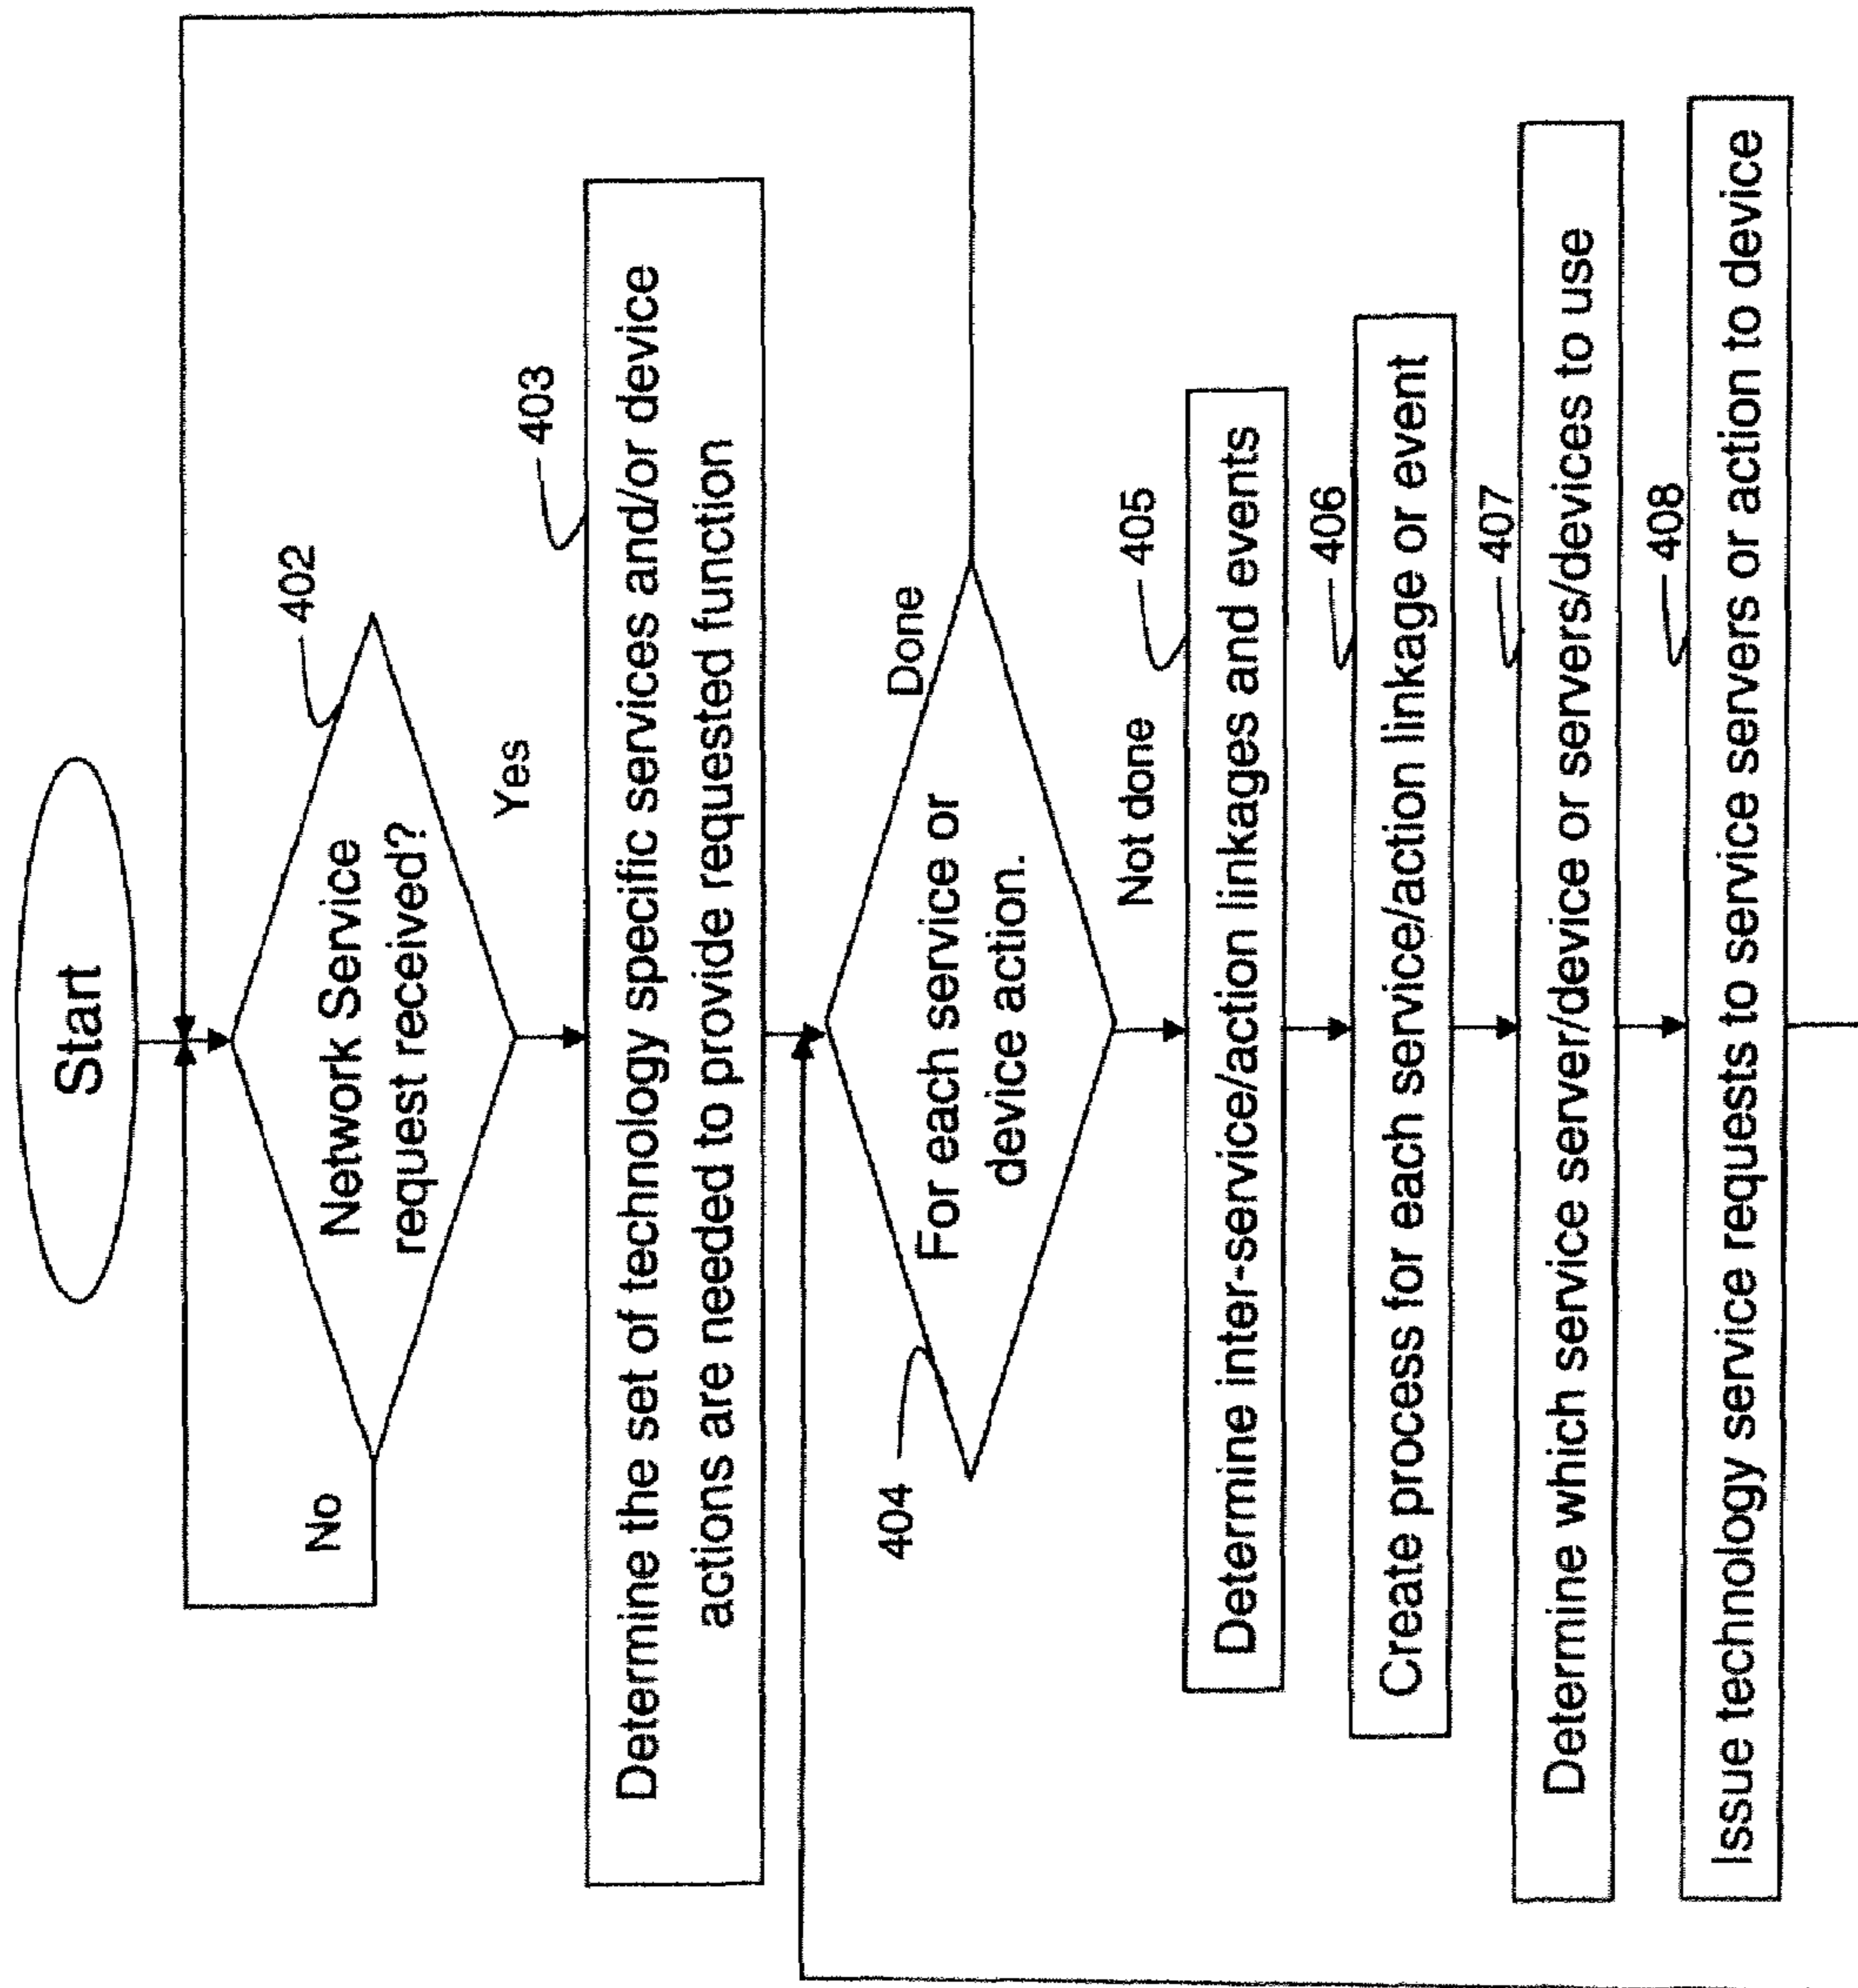 Start
402
Network Service
request received?
No
Yes
403
Determine the set of technology specific services and/or device
actions are needed to provide requested function
404
For each service or
device action.
Done
Not done
405
Determine inter-service/action linkages and events
406
Create process for each service/action linkage or event
407
Determine which service server/device or servers/devices to use
408
Issue technology service requests to service servers or action to device